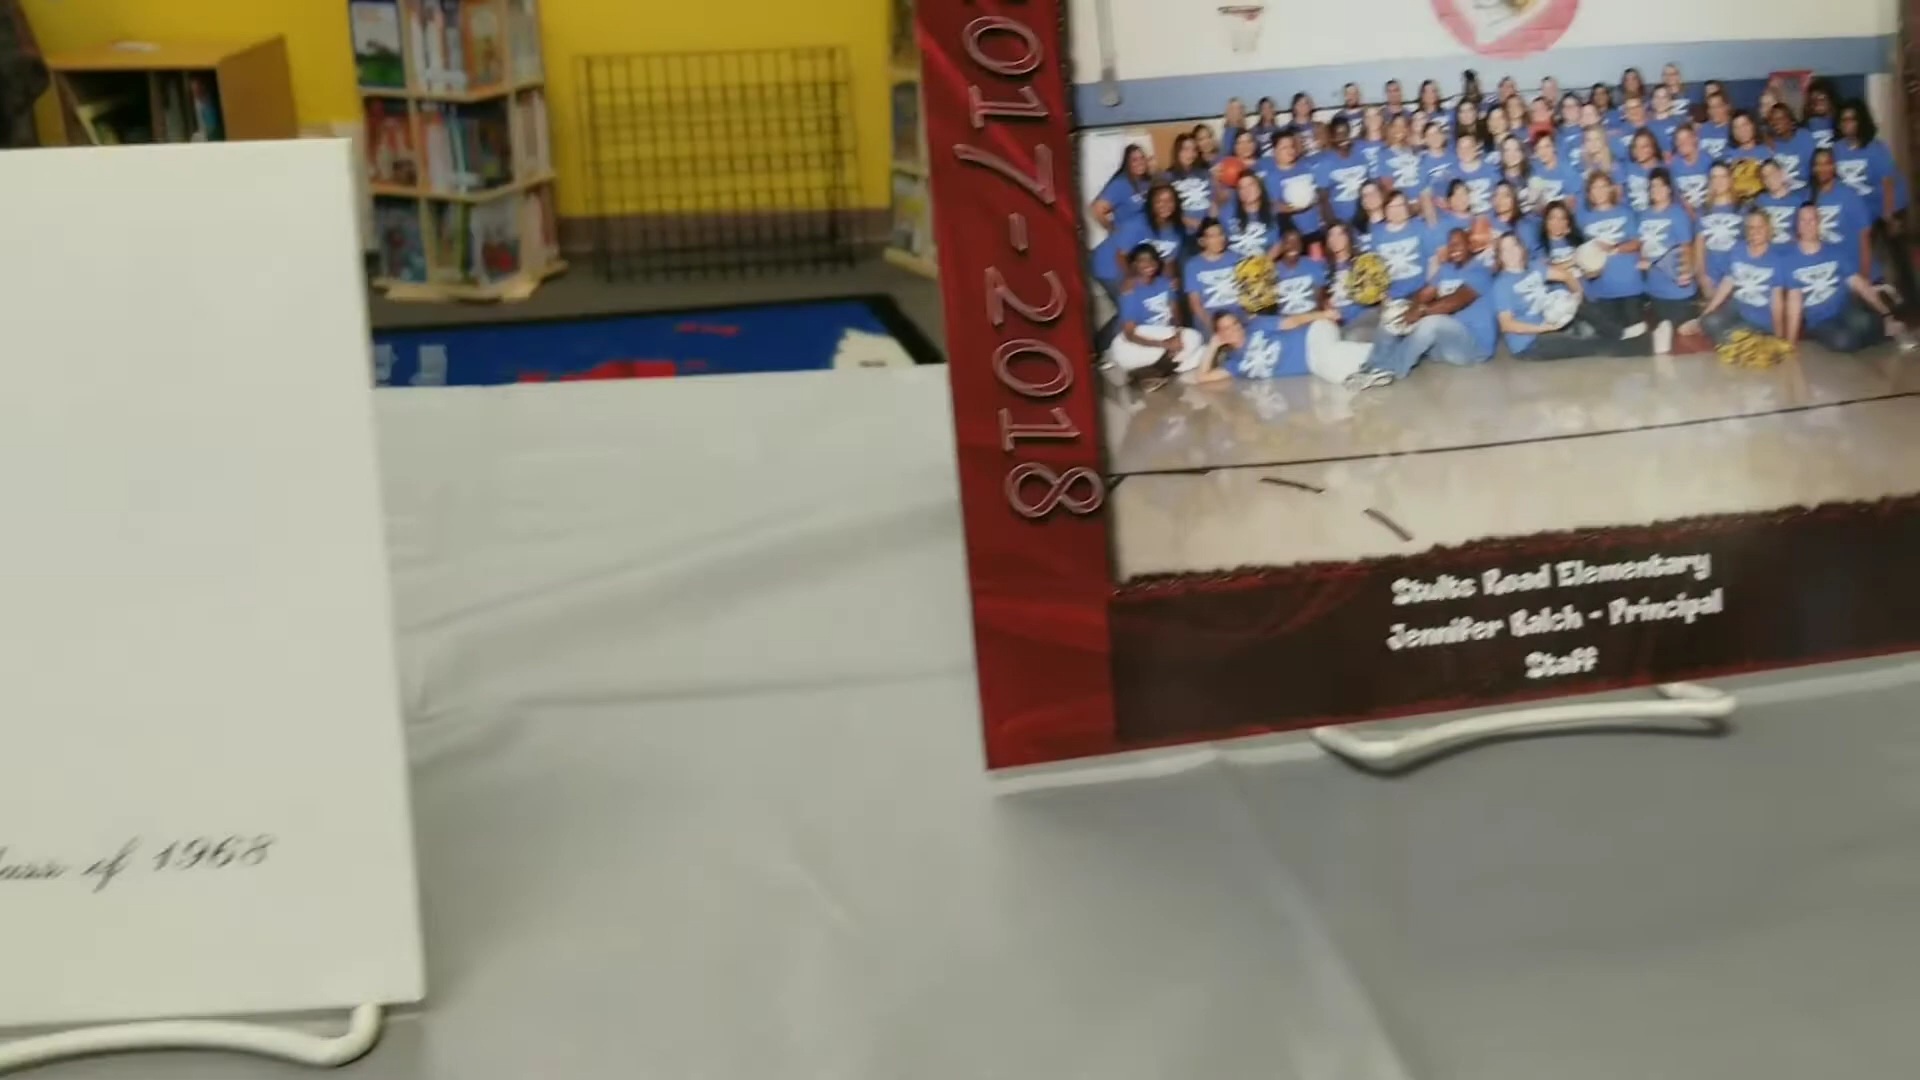 of 1968
2017-2018
Stults Road Elementary
Jennifer Balch - Principal
Staff